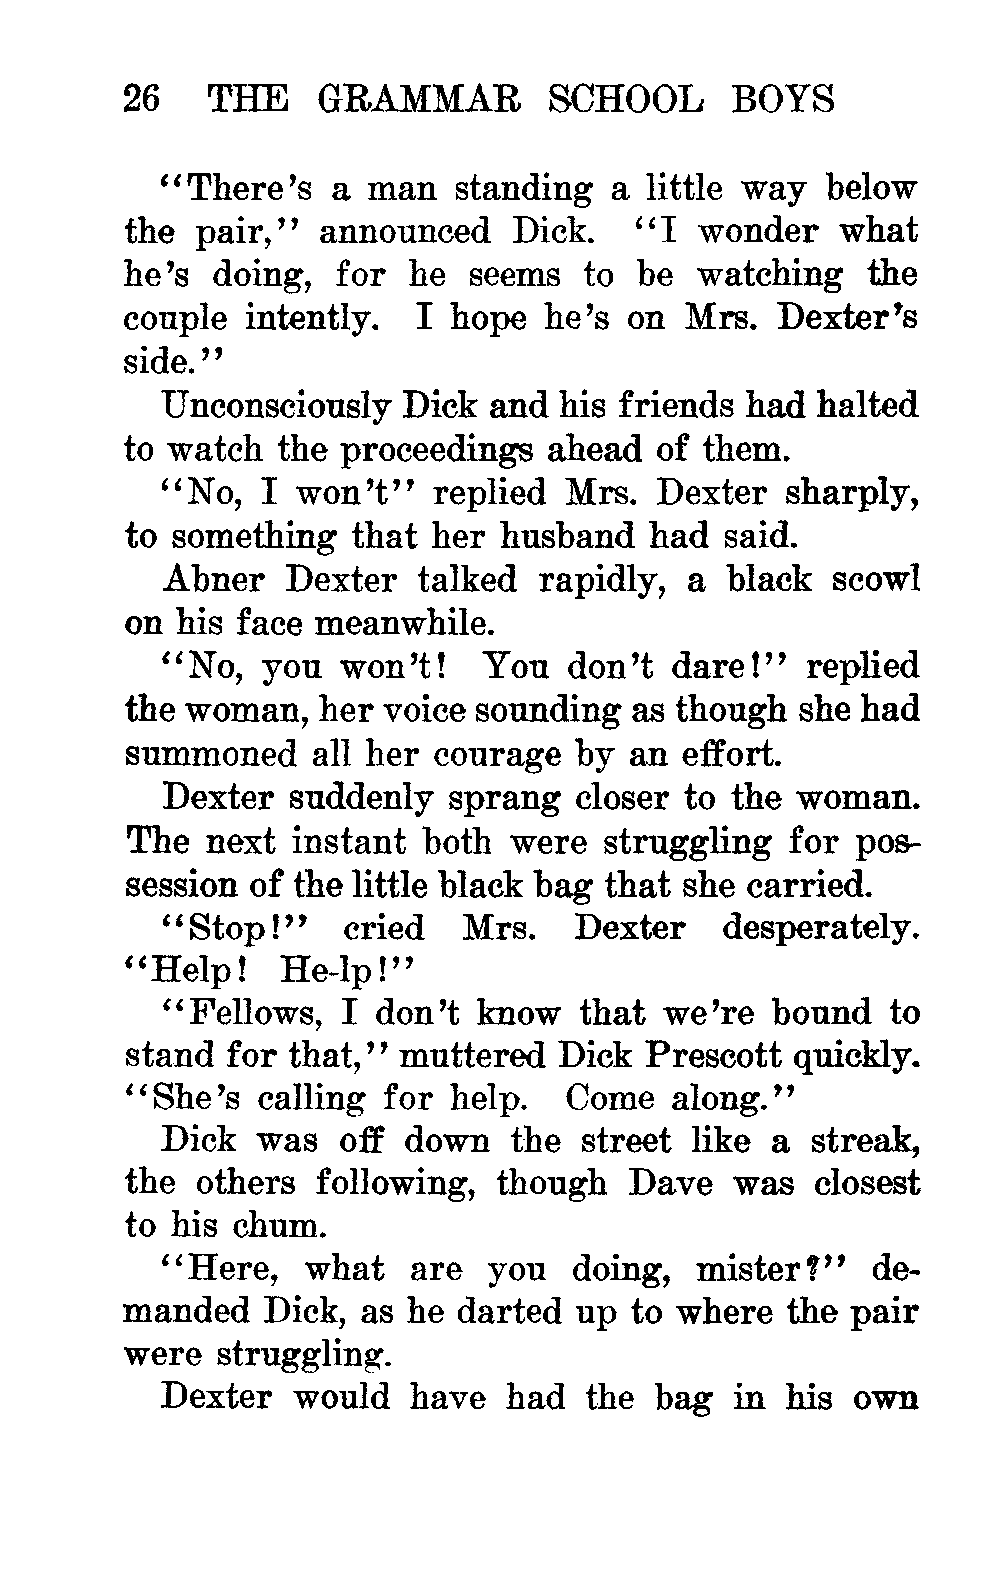 26 THE GRAMMAR SCHOOL BOYS
“There’s a man standing a little way below
the pair,” announced Dick. “I wonder what
he’s doing, for he seems to be watching the
couple intently. I hope he’s on Mrs. Dexter’s
side.”
Unconsciously Dick and his friends had halted
to watch the proceedings ahead of them.
“No, I won’t” replied Mrs. Dexter sharply,
to something that her husband had said.
Abner Dexter talked rapidly, a black scowl
on his face meanwhile.
“No, you won’t! You don’t dare!” replied
the woman, her voice sounding as though she had
summoned all her courage by an effort.
Dexter suddenly sprang closer to the woman.
The next instant both were struggling for pos-
session of the little black bag that she carried.
“Stop!” cried Mrs. Dexter desperately.
“Help! He-lp!”
“Fellows, I don’t know that we’re bound to
stand for that,” muttered Dick Prescott quickly.
“She’s calling for help. Come along.”
Dick was off down the street like a streak,
the others following, though Dave was closest
to his chum.
“Here, what are you doing, mister?” de-
manded Dick, as he darted up to where the pair
were struggling.
Dexter would have had the bag in his own